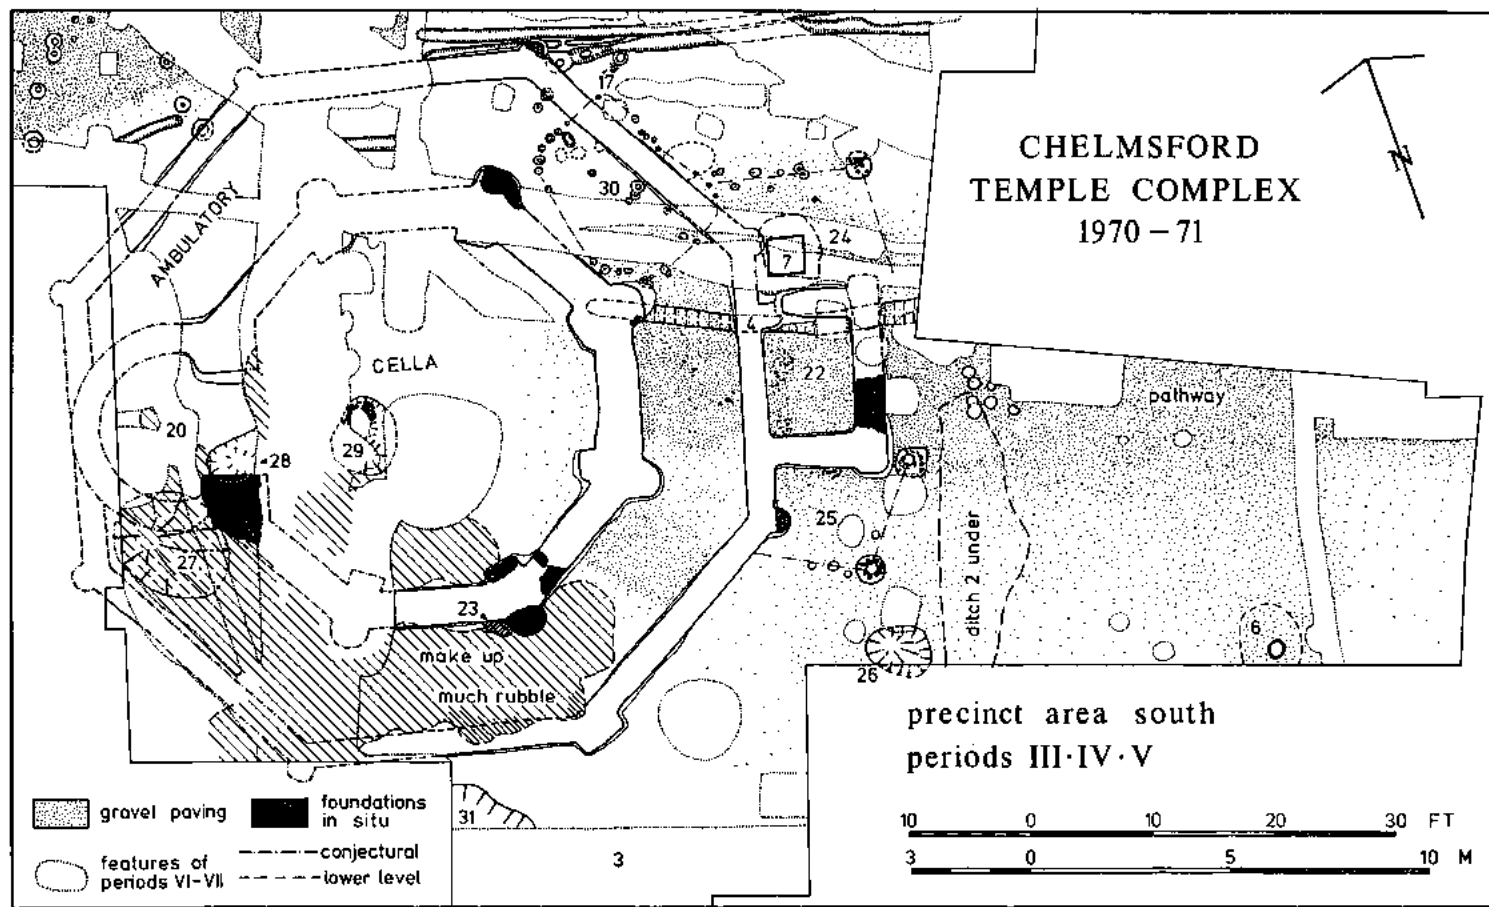 CHELMSFORD
TEMPLE COMPLEX
1970 – 71
N
17
30
24
7
AMBULATORY
4
CELLA
22
pathway
20
28
29
25
27
ditch 2 under
23
make up
much rubble
26
6
precinct area south
periods III·IV·V
gravel paving
foundations
in situ
features of
periods VI–VII
conjectural
lower level
31
3
10 0 10 20 30 FT
3 0 5 10 M